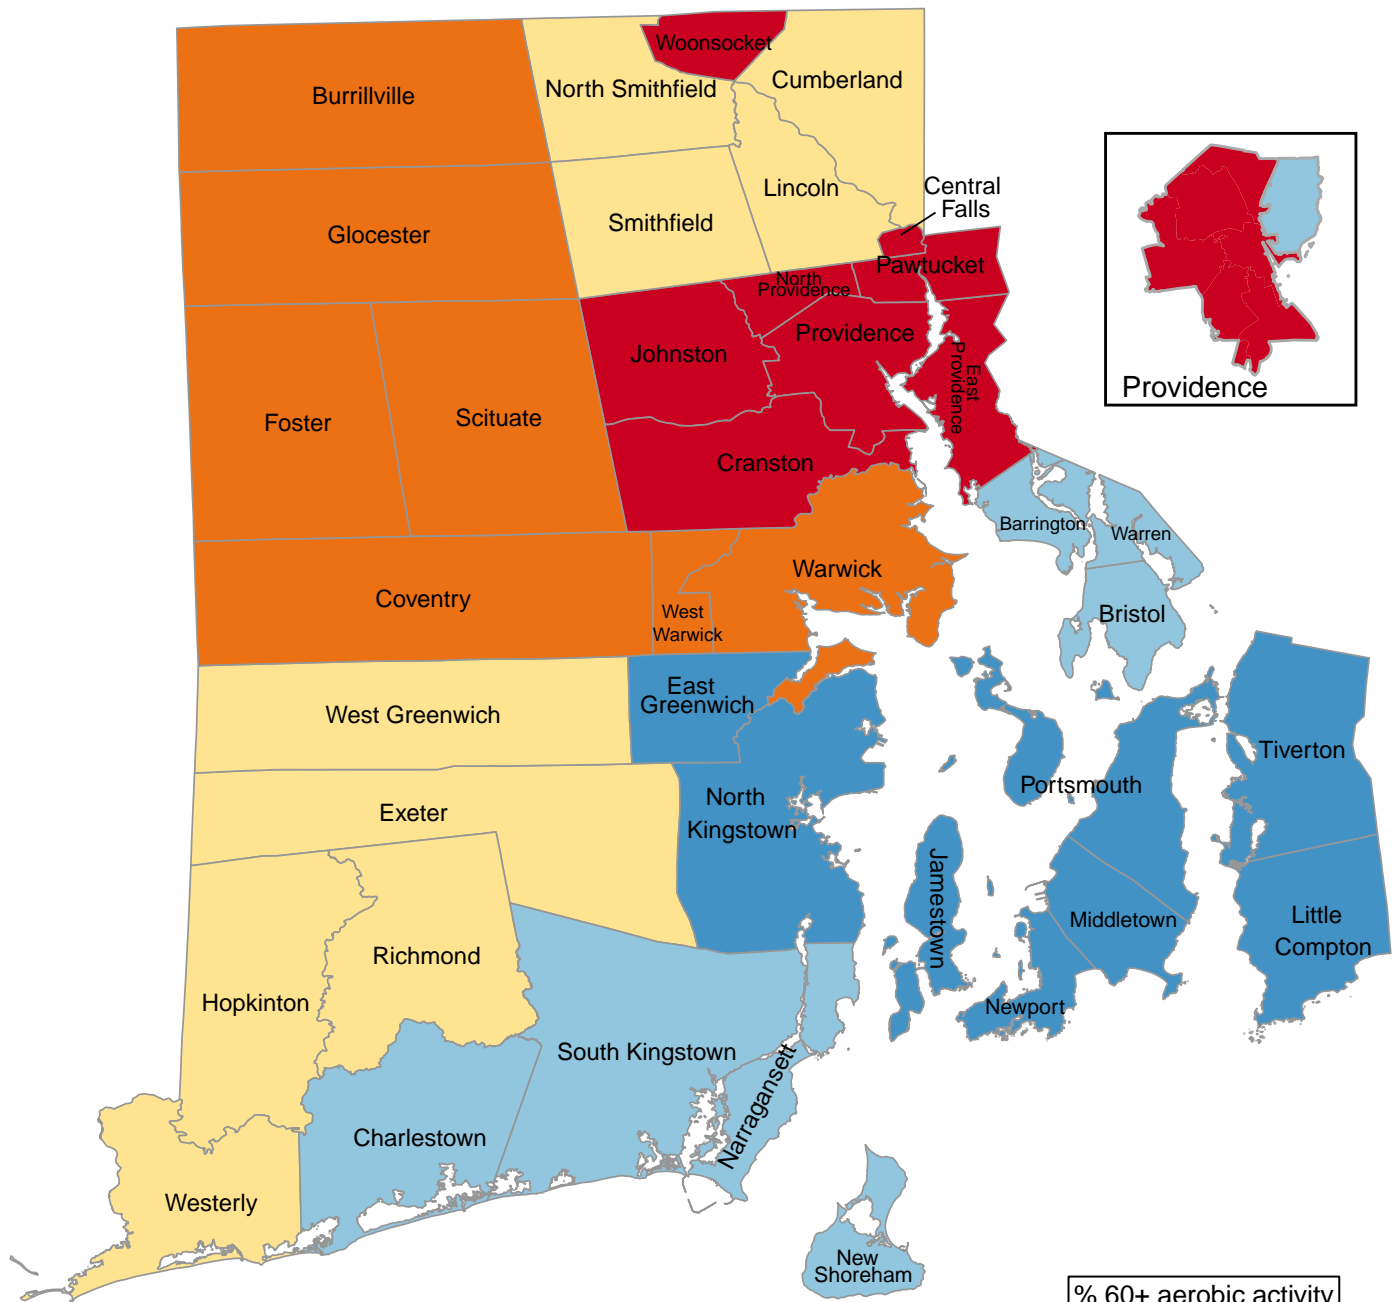 Woonsocket
Burrillville
North Smithfield
Cumberland
Central
Falls
Lincoln
Smithfield
Glocester
Pawtucket
North
Providence
Providence
Johnston
East
Providence
Providence
Foster
Scituate
Cranston
Barrington
Warren
Warwick
Coventry
West
Warwick
Bristol
East
Greenwich
West Greenwich
Tiverton
Portsmouth
North
Kingstown
Exeter
Jamestown
Middletown
Little
Compton
Richmond
Hopkinton
Newport
South Kingstown
Narragansett
Charlestown
Westerly
New
Shoreham
% 60+ aerobic activity